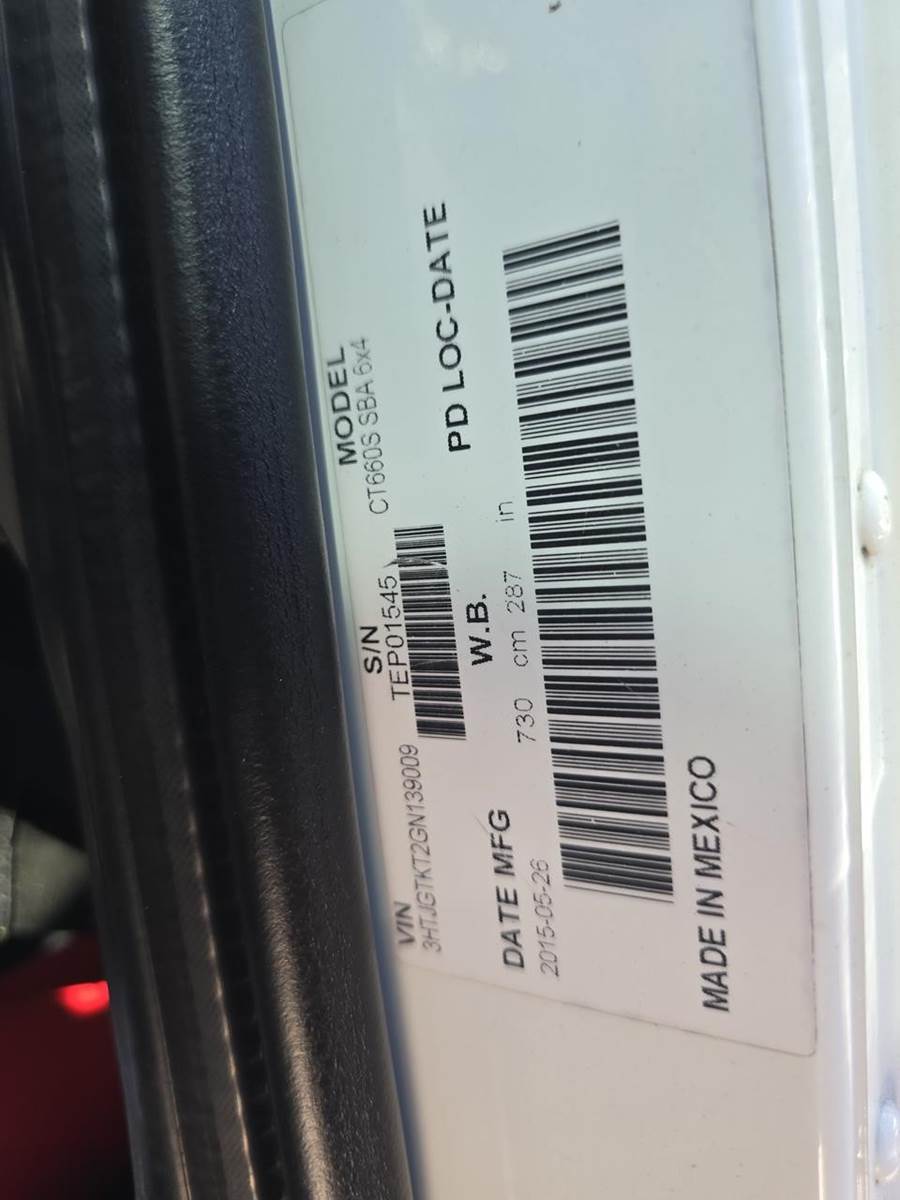 VIN
3HTJGTKT2GN139009
S/N
TEP01545
MODEL
CT660S SBA 6x4
DATE MFG
2015-05-26
W.B.
730 cm 287 in
PD LOC-DATE
MADE IN MEXICO